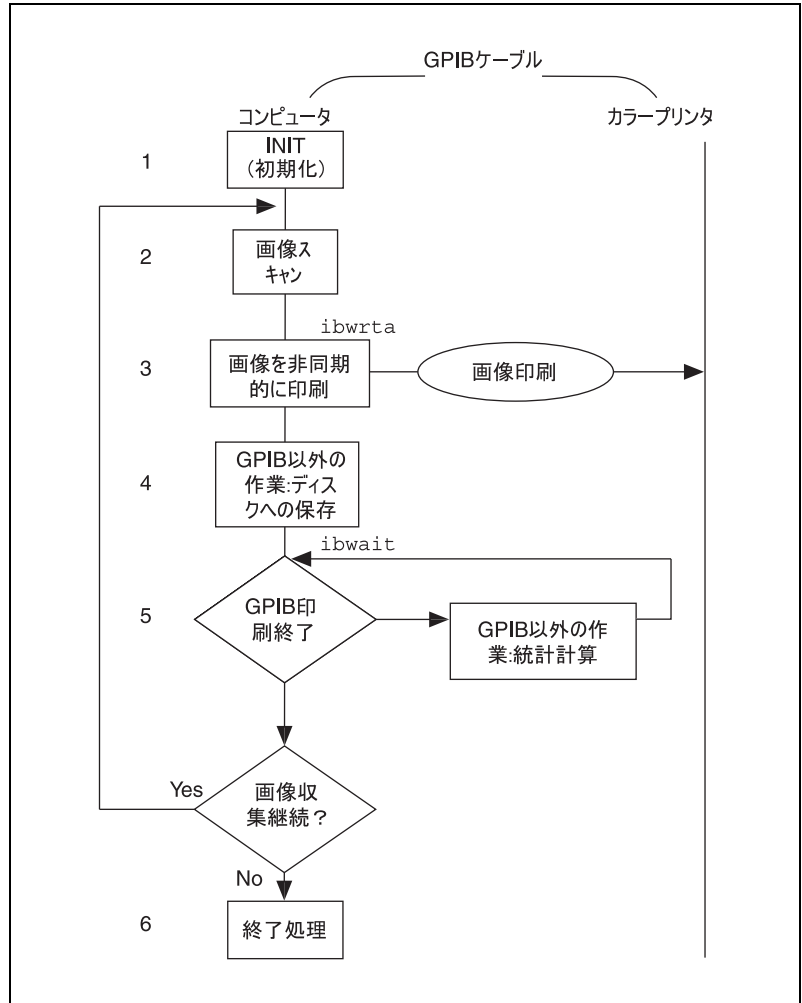 GPIBケーブル
コンピュータ
カラープリンタ
1
INIT
(初期化)
2
画像ス
キャン
ibwrta
3
画像を非同期
的に印刷
画像印刷
4
GPIB以外の
作業:ディス
クへの保存
ibwait
5
GPIB印
刷終了
GPIB以外の作
業:統計計算
Yes
画像収
集継続？
No
6
終了処理